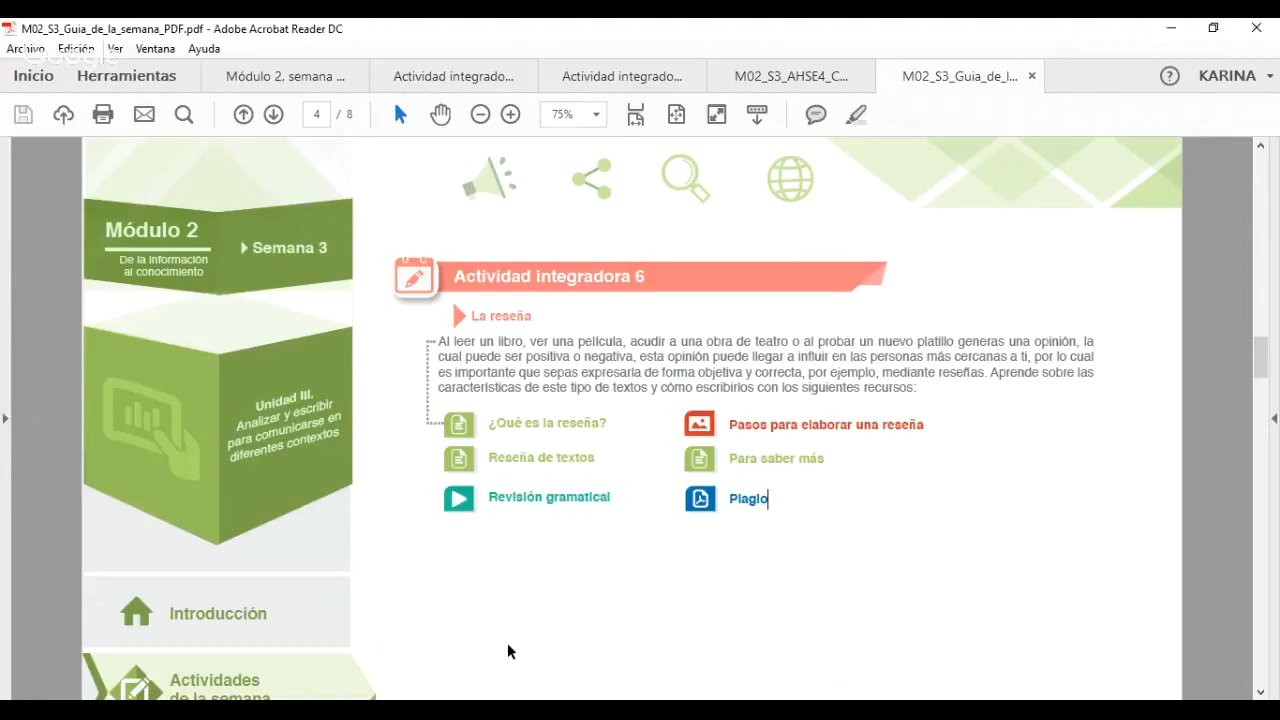 M02_S3_Guia_de_la_semana_PDF.pdf - Adobe Acrobat Reader DC
Archivo Edición Ver Ventana Ayuda
Google
Inicio Herramientas Módulo 2, semana ... Actividad integrado... Actividad integrado... M02_S3_AHSE4_C... M02_S3_Guia_de_l... × KARINA
4 / 8 75%
Módulo 2
De la información
al conocimiento
Semana 3
Unidad III.
Analizar y escribir
para comunicarse en
diferentes contextos
Introducción
Actividades
de la semana
Actividad integradora 6
La reseña
Al leer un libro, ver una película, acudir a una obra de teatro o al probar un nuevo platillo generas una opinión, la
cual puede ser positiva o negativa, esta opinión puede llegar a influir en las personas más cercanas a ti, por lo cual
es importante que sepas expresarla de forma objetiva y correcta, por ejemplo, mediante reseñas. Aprende sobre las
características de este tipo de textos y cómo escribirlos con los siguientes recursos:
¿Qué es la reseña? Pasos para elaborar una reseña
Reseña de textos Para saber más
Revisión gramatical Plagio